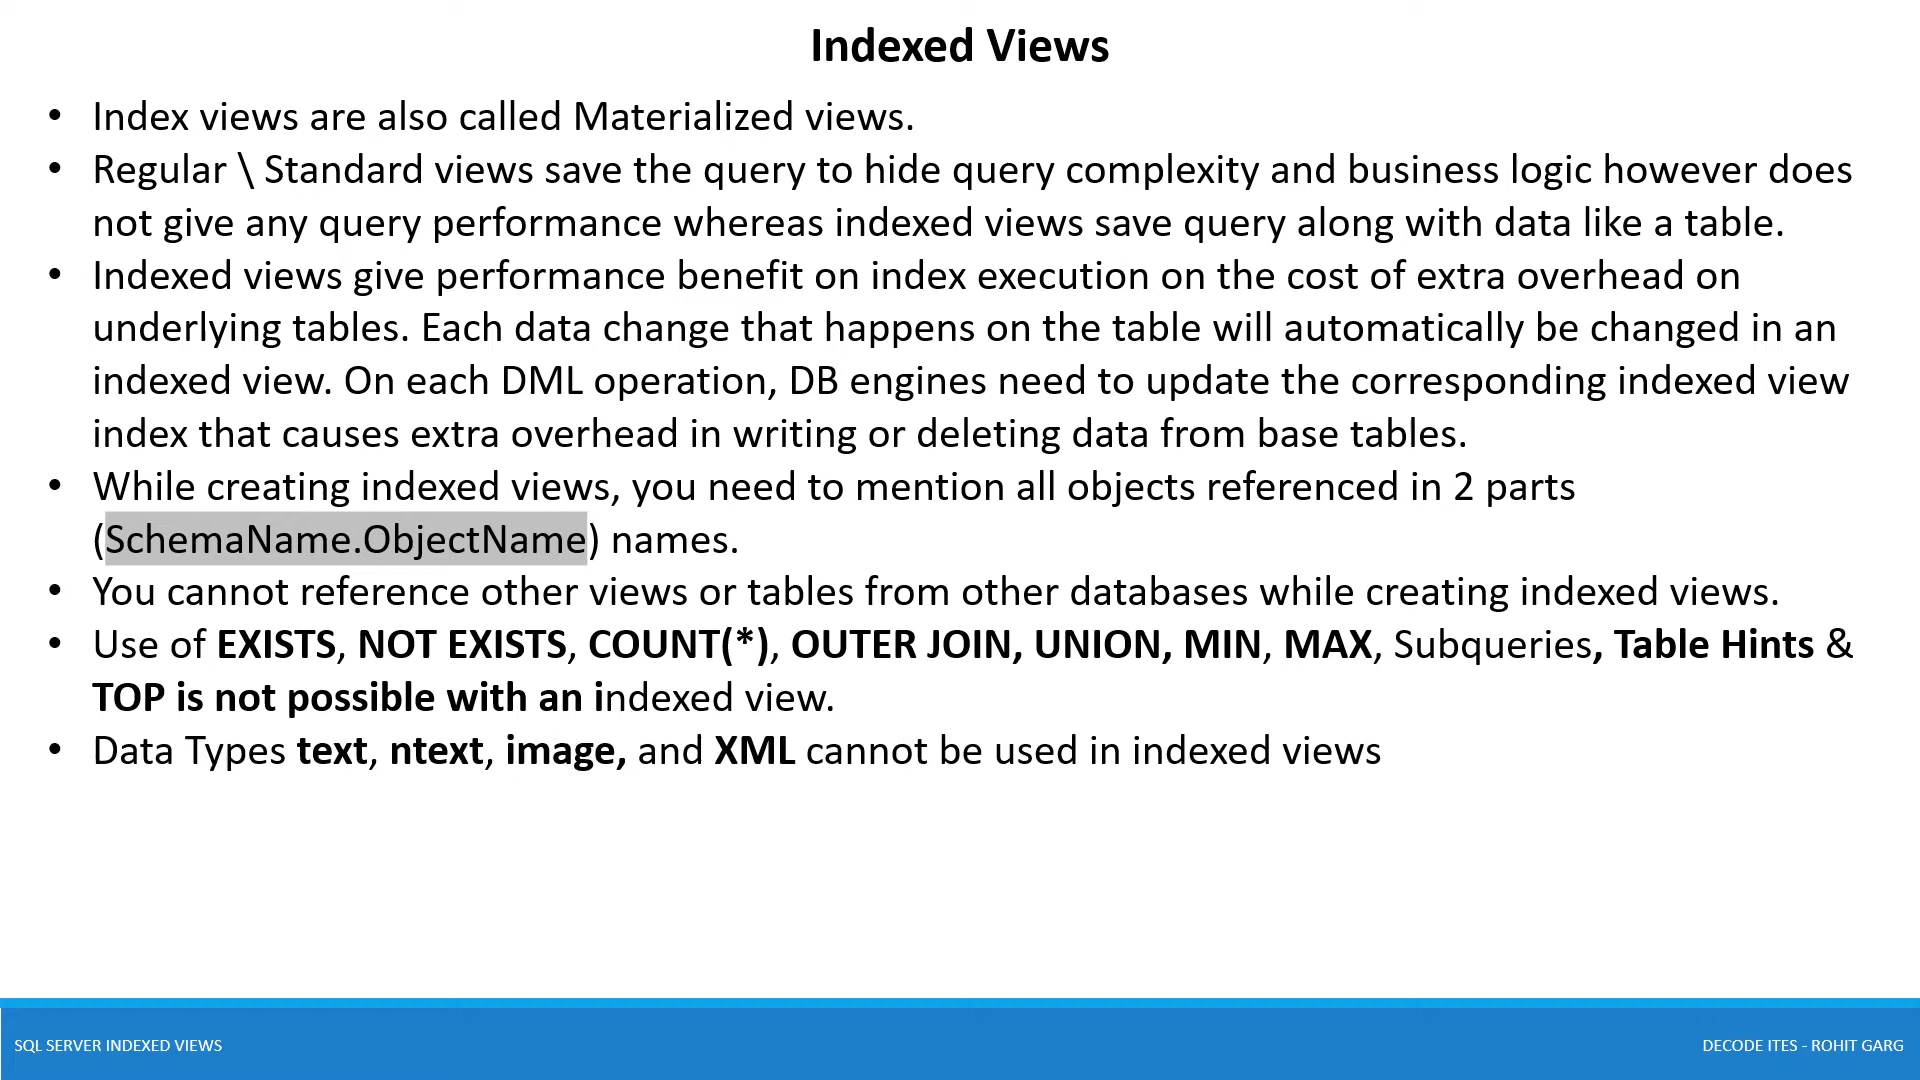 Indexed Views
• Index views are also called Materialized views.
• Regular \ Standard views save the query to hide query complexity and business logic however does
not give any query performance whereas indexed views save query along with data like a table.
• Indexed views give performance benefit on index execution on the cost of extra overhead on
underlying tables. Each data change that happens on the table will automatically be changed in an
indexed view. On each DML operation, DB engines need to update the corresponding indexed view
index that causes extra overhead in writing or deleting data from base tables.
• While creating indexed views, you need to mention all objects referenced in 2 parts
(SchemaName.ObjectName) names.
• You cannot reference other views or tables from other databases while creating indexed views.
• Use of EXISTS, NOT EXISTS, COUNT(*), OUTER JOIN, UNION, MIN, MAX, Subqueries, Table Hints &
TOP is not possible with an indexed view.
• Data Types text, ntext, image, and XML cannot be used in indexed views
SQL SERVER INDEXED VIEWS
DECODE ITES - ROHIT GARG